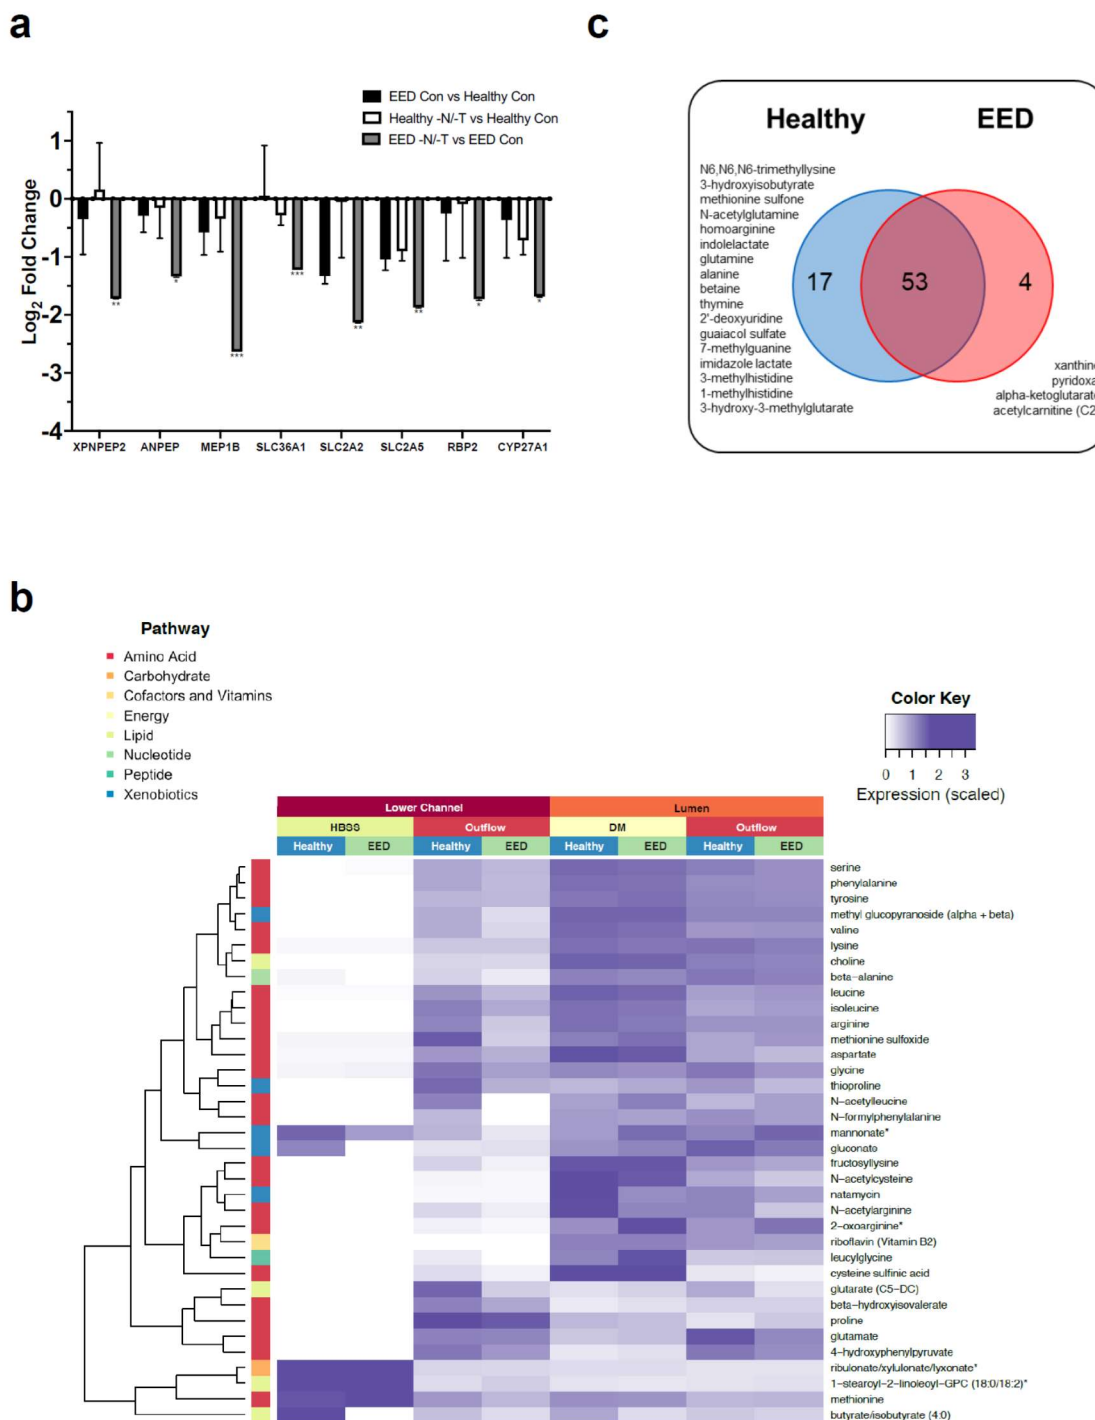 a
EED Con vs Healthy Con
Healthy -N/-T vs Healthy Con
EED -N/-T vs EED Con
Log2 Fold Change
1
0
-1
-2
-3
-4
**
*
***
***
**
**
*
*
XPNPEP2 ANPEP MEP1B SLC36A1 SLC2A2 SLC2A5 RBP2 CYP27A1
c
Healthy EED
N6,N6,N6-trimethyllysine
3-hydroxyisobutyrate
methionine sulfone
N-acetylglutamine
homoarginine
indolelactate
glutamine
alanine
betaine
thymine
2'-deoxyuridine
guaiacol sulfate
7-methylguanine
imidazole lactate
3-methylhistidine
1-methylhistidine
3-hydroxy-3-methylglutarate
17 53 4
xanthine
pyridoxa
alpha-ketoglutarate
acetylcarnitine (C2
b
Pathway
Amino Acid
Carbohydrate
Cofactors and Vitamins
Energy
Lipid
Nucleotide
Peptide
Xenobiotics
Color Key
0 1 2 3
Expression (scaled)
Lower Channel Lumen
HBSS Outflow DM Outflow
Healthy EED Healthy EED Healthy EED Healthy EED
serine
phenylalanine
tyrosine
methyl glucopyranoside (alpha + beta)
valine
lysine
choline
beta−alanine
leucine
isoleucine
arginine
methionine sulfoxide
aspartate
glycine
thioproline
N−acetylleucine
N−formylphenylalanine
mannonate*
gluconate
fructosyllysine
N−acetylcysteine
natamycin
N−acetylarginine
2−oxoarginine*
riboflavin (Vitamin B2)
leucylglycine
cysteine sulfinic acid
glutarate (C5−DC)
beta−hydroxyisovalerate
proline
glutamate
4−hydroxyphenylpyruvate
ribulonate/xylulonate/lyxonate*
1−stearoyl−2−linoleoyl−GPC (18:0/18:2)*
methionine
butyrate/isobutyrate (4:0)